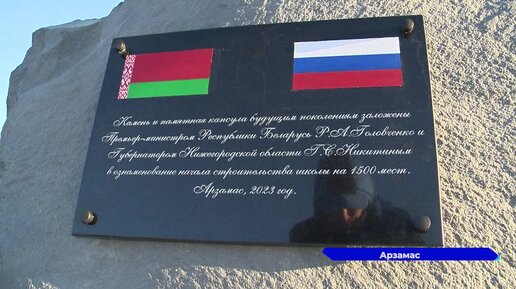 Камень и памятная капсула будущим поколениям заложены
Премьер-министром Республики Беларусь Р.А.Головченко и
Губернатором Нижегородской области Г.С.Никитиным
в ознаменование начала строительства школы на 1500 мест.
Арзамас, 2023 год.
Арзамас